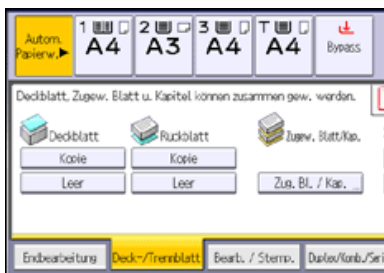 Autom.
Papierw.▶
1 A4
2 A3
3 A4
T A4
Bypass
Deckblatt, Zugew. Blatt u. Kapitel können zusammen gew. werden.
Deckblatt
Rückblatt
Zugew. Blatt/Kap.
Kopie
Kopie
Leer
Leer
Zug. Bl. / Kap.
Endbearbeitung
Deck-/Trennblatt
Bearb. / Stemp.
Duplex/Komb./Seri